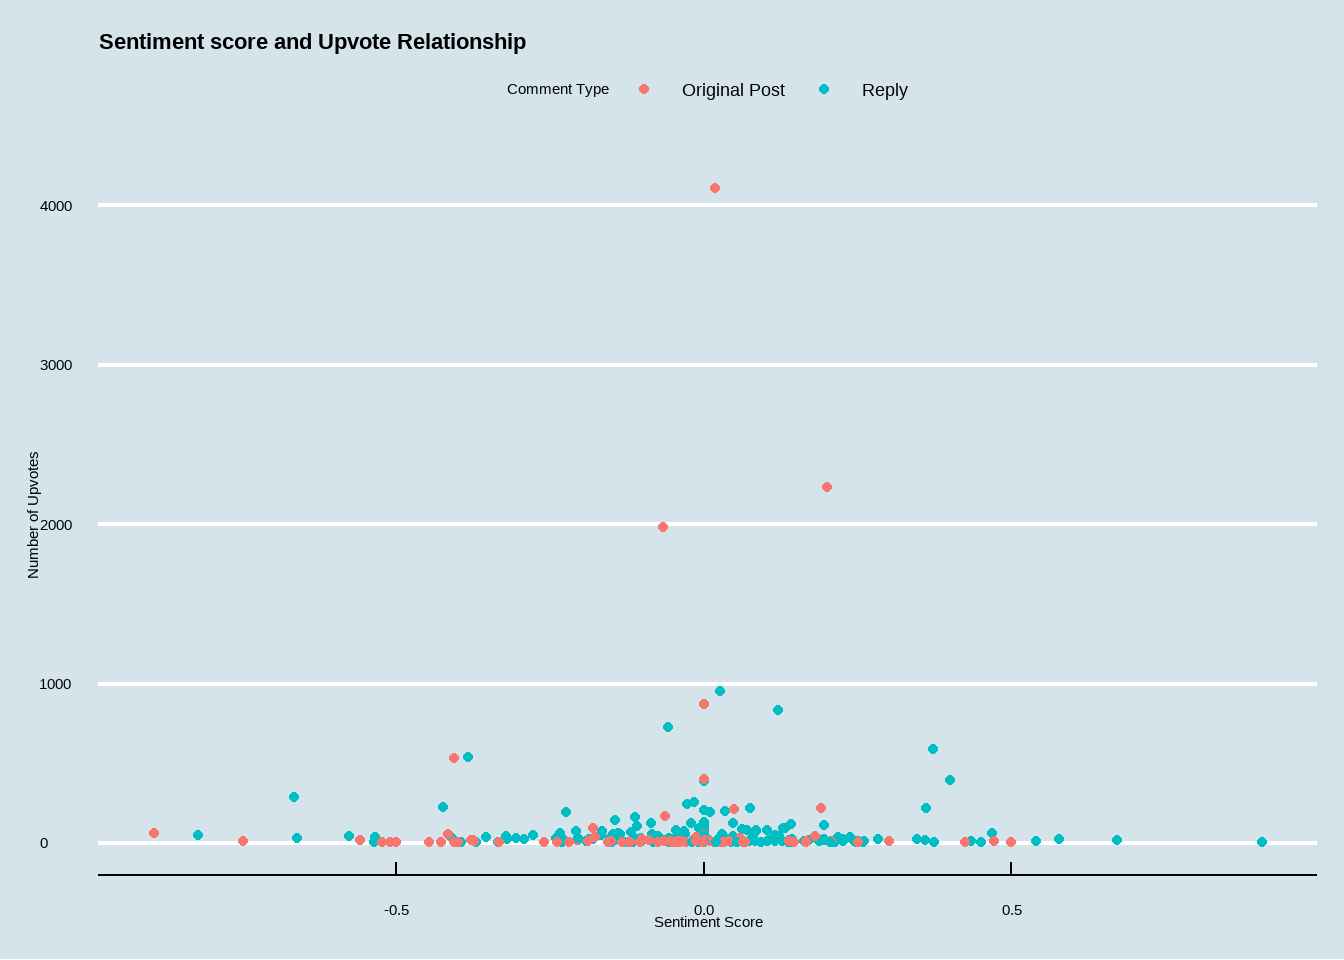 Sentiment score and Upvote Relationship
Comment Type Original Post Reply
4000
3000
2000
1000
0
Number of Upvotes
-0.5 0.0 0.5
Sentiment Score